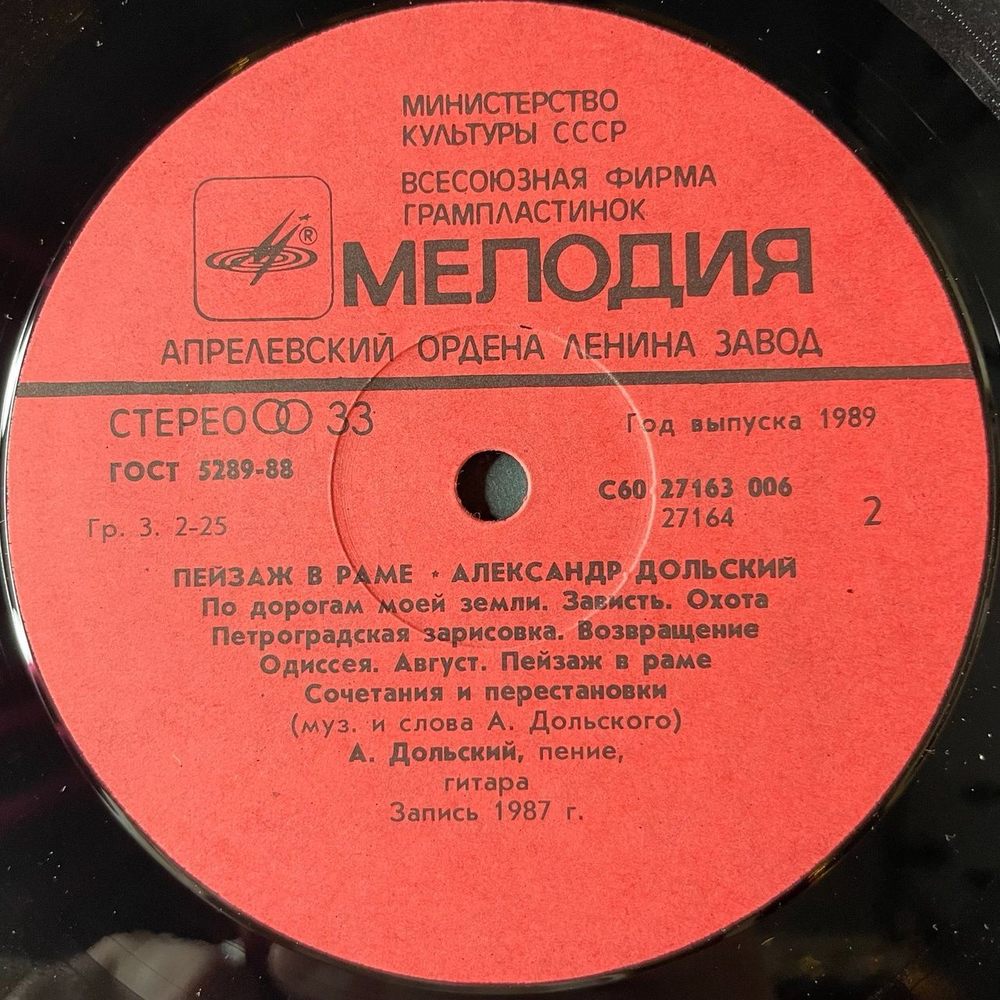 МИНИСТЕРСТВО
КУЛЬТУРЫ СССР
ВСЕСОЮЗНАЯ ФИРМА
ГРАМПЛАСТИНОК
®
МЕЛОДИЯ
АПРЕЛЕВСКИЙ ОРДЕНА ЛЕНИНА ЗАВОД
СТЕРЕО 33
Год выпуска 1989
ГОСТ 5289-88
С60 27163 006
27164
2
Гр. 3. 2-25
ПЕЙЗАЖ В РАМЕ • АЛЕКСАНДР ДОЛЬСКИЙ
По дорогам моей земли. Зависть. Охота
Петроградская зарисовка. Возвращение
Одиссея. Август. Пейзаж в раме
Сочетания и перестановки
(муз. и слова А. Дольского)
А. Дольский, пение,
гитара
Запись 1987 г.